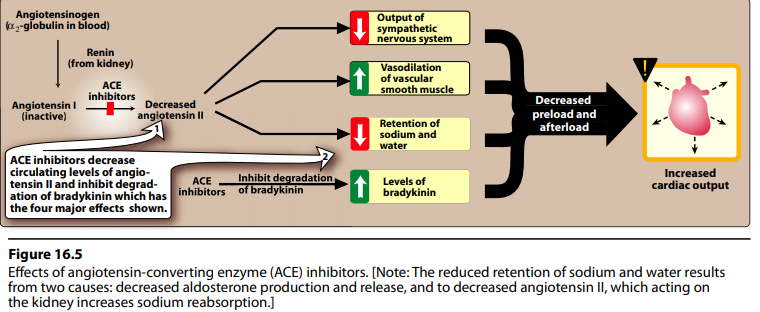 Angiotensinogen
(α2-globulin in blood)
Renin
(from kidney)
ACE
inhibitors
Angiotensin I
(inactive)
Decreased
angiotensin II
1
ACE inhibitors decrease
circulating levels of angio-
tensin II and inhibit degrad-
ation of bradykinin which has
the four major effects shown.
2
ACE
inhibitors
Inhibit degradation
of bradykinin
Output of
sympathetic
nervous system
Vasodilation
of vascular
smooth muscle
Retention of
sodium and
water
Levels of
bradykinin
Decreased
preload and
afterload
!
Increased
cardiac output
Figure 16.5
Effects of angiotensin-converting enzyme (ACE) inhibitors. [Note: The reduced retention of sodium and water results
from two causes: decreased aldosterone production and release, and to decreased angiotensin II, which acting on
the kidney increases sodium reabsorption.]